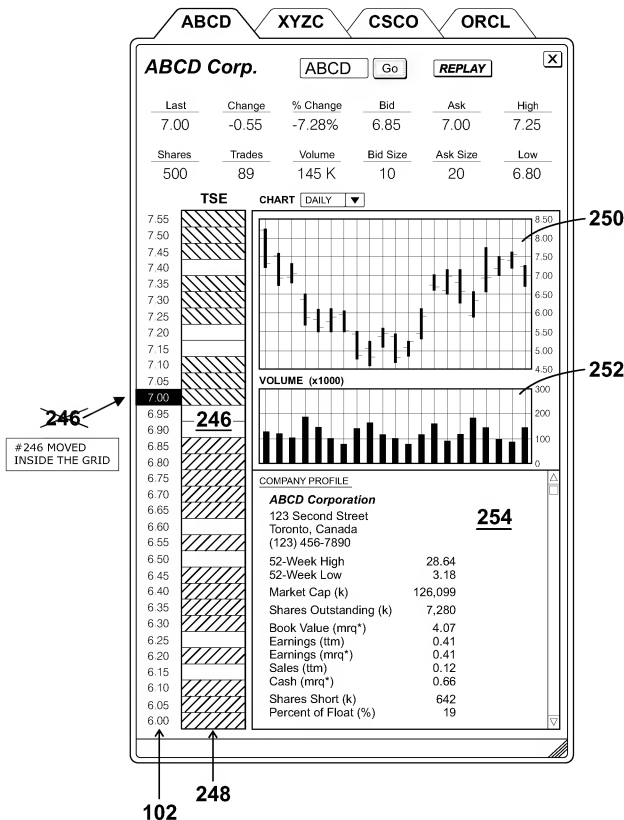 ABCD XYZC CSCO ORCL
ABCD Corp. ABCD Go REPLAY X
Last Change % Change Bid Ask High
7.00 -0.55 -7.28% 6.85 7.00 7.25
Shares Trades Volume Bid Size Ask Size Low
500 89 145 K 10 20 6.80
TSE CHART DAILY
7.55
7.50
7.45
7.40
7.35
7.30
7.25
7.20
7.15
7.10
7.05
7.00
6.95
6.90
6.85
6.80
6.75
6.70
6.65
6.60
6.55
6.50
6.45
6.40
6.35
6.30
6.25
6.20
6.15
6.10
6.05
6.00
246
246
#246 MOVED
INSIDE THE GRID
8.50
8.00
7.50
7.00
6.50
6.00
5.50
5.00
4.50
250
VOLUME (x1000)
300
200
100
0
252
COMPANY PROFILE
ABCD Corporation
123 Second Street
Toronto, Canada
(123) 456-7890
254
52-Week High 28.64
52-Week Low 3.18
Market Cap (k) 126,099
Shares Outstanding (k) 7,280
Book Value (mrq*) 4.07
Earnings (ttm) 0.41
Earnings (mrq*) 0.41
Sales (ttm) 0.12
Cash (mrq*) 0.66
Shares Short (k) 642
Percent of Float (%) 19
248
102